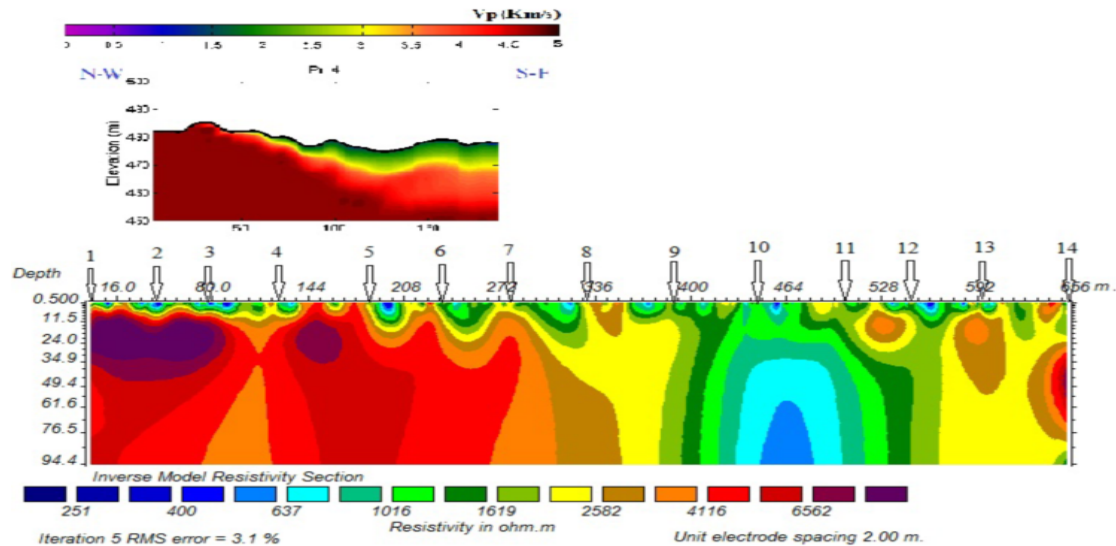 Vp (Km/s)
0.5 1 1.5 2 2.5 3 4 5
N-W
Elevation (m)
470
50
1 2 3 4 5 6 7 8 9 10 11 12 13 14
Depth 16.0 80.0 144 208 272 336 400 464 528 592 656 m.
0.500
11.5
24.0
34.9
49.4
61.6
76.5
94.4
Inverse Model Resistivity Section
251 400 637 1016 1619 2582 4116 6562
Resistivity in ohm.m
Iteration 5 RMS error = 3.1 % Unit electrode spacing 2.00 m.